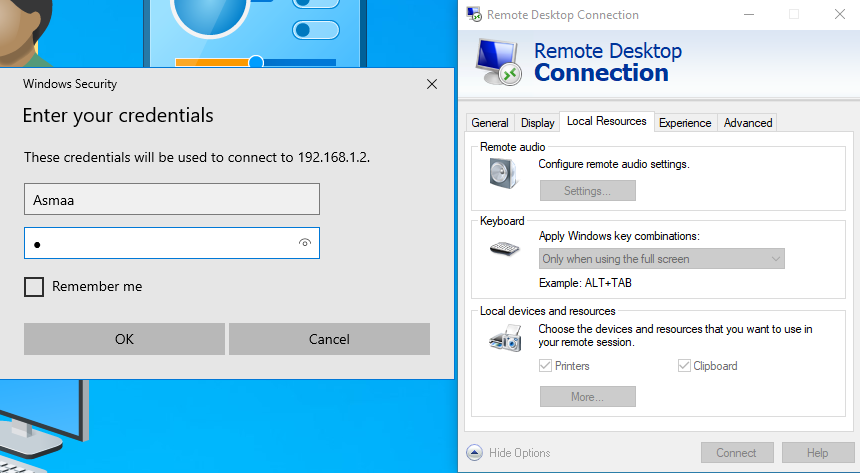 Windows Security
Enter your credentials
These credentials will be used to connect to 192.168.1.2.
Asmaa
Remember me
OK
Cancel
Remote Desktop Connection
Remote Desktop
Connection
General
Display
Local Resources
Experience
Advanced
Remote audio
Configure remote audio settings.
Settings...
Keyboard
Apply Windows key combinations:
Only when using the full screen
Example: ALT+TAB
Local devices and resources
Choose the devices and resources that you want to use in
your remote session.
Printers
Clipboard
More...
Hide Options
Connect
Help